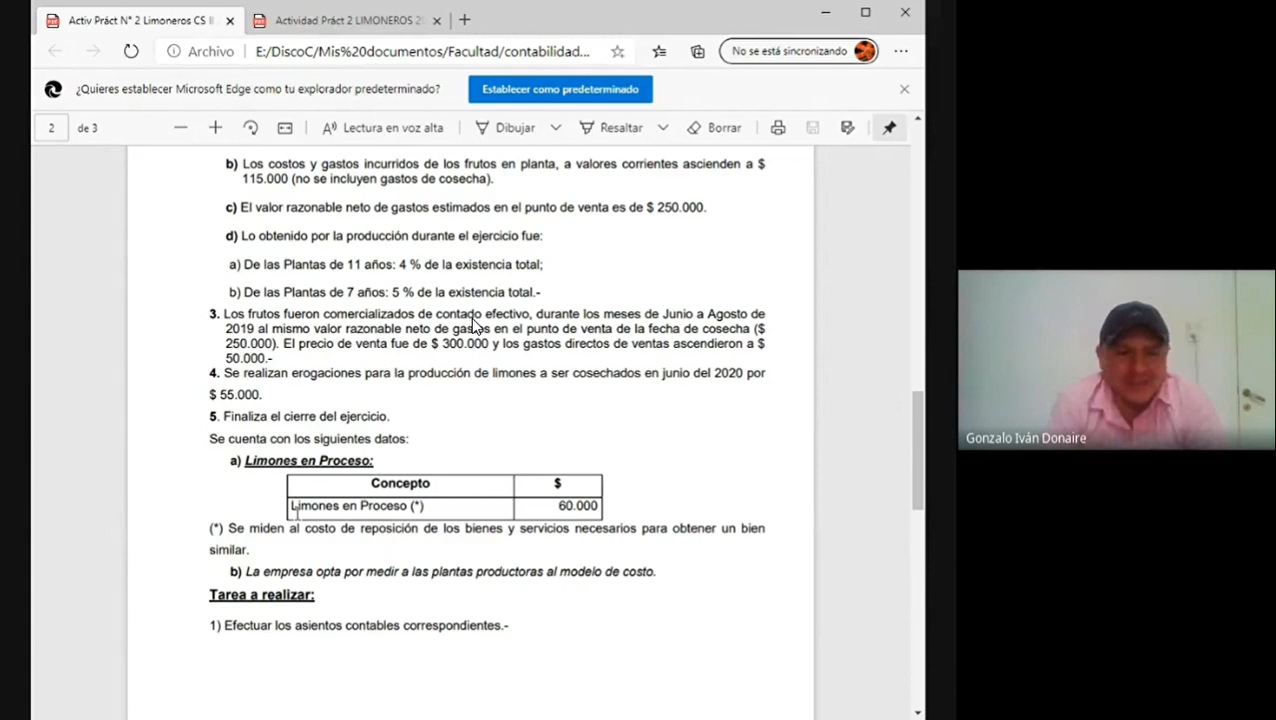 Activ Práct N° 2 Limoneros CS II
Actividad Práct 2 LIMONEROS 20
Archivo
E:/DiscoC/Mis%20documentos/Facultad/contabilidad...
No se está sincronizando
¿Quieres establecer Microsoft Edge como tu explorador predeterminado?
Establecer como predeterminado
2 de 3
Lectura en voz alta
Dibujar
Resaltar
Borrar
b) Los costos y gastos incurridos de los frutos en planta, a valores corrientes ascienden a $
115.000 (no se incluyen gastos de cosecha).
c) El valor razonable neto de gastos estimados en el punto de venta es de $ 250.000.
d) Lo obtenido por la producción durante el ejercicio fue:
a) De las Plantas de 11 años: 4 % de la existencia total;
b) De las Plantas de 7 años: 5 % de la existencia total.-
3. Los frutos fueron comercializados de contado efectivo, durante los meses de Junio a Agosto de
2019 al mismo valor razonable neto de gastos en el punto de venta de la fecha de cosecha ($
250.000). El precio de venta fue de $ 300.000 y los gastos directos de ventas ascendieron a $
50.000.-
4. Se realizan erogaciones para la producción de limones a ser cosechados en junio del 2020 por
$ 55.000.
5. Finaliza el cierre del ejercicio.
Se cuenta con los siguientes datos:
a) Limones en Proceso:
Concepto $
Limones en Proceso (*) 60.000
(*) Se miden al costo de reposición de los bienes y servicios necesarios para obtener un bien
similar.
b) La empresa opta por medir a las plantas productoras al modelo de costo.
Tarea a realizar:
1) Efectuar los asientos contables correspondientes.-
Gonzalo Iván Donaire